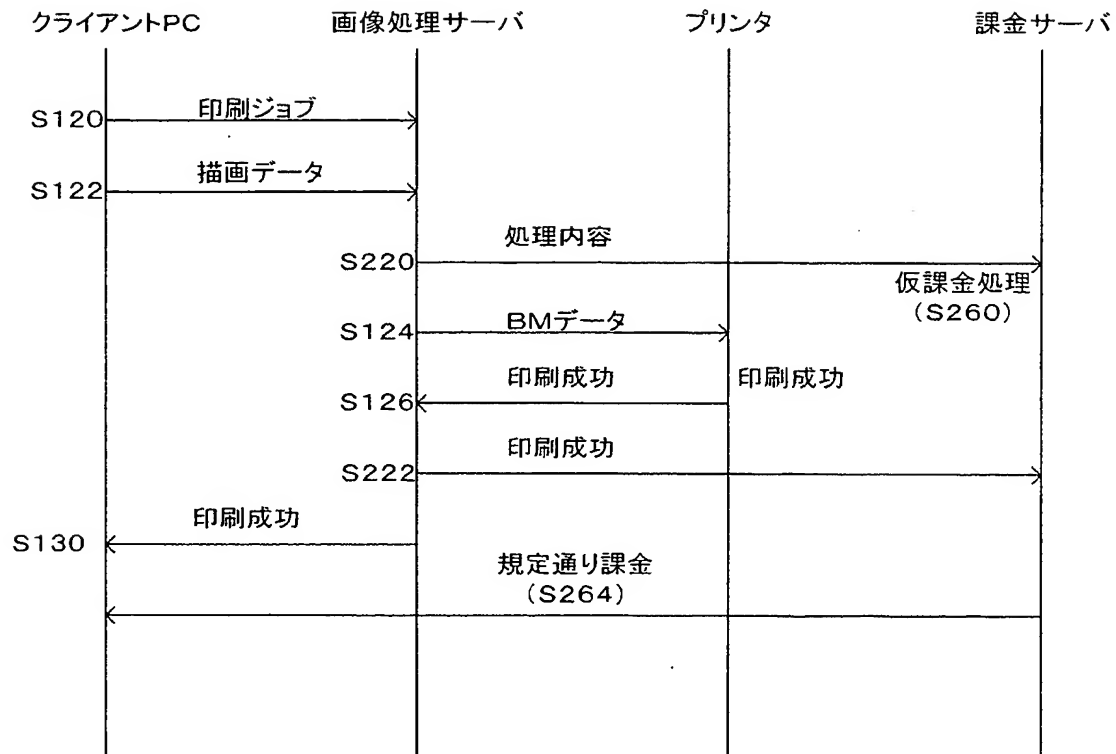 クライアントPC 画像処理サーバ プリンタ 課金サーバ
印刷ジョブ
S120
描画データ
S122
処理内容
S220
仮課金処理
(S260)
BMデータ
S124
印刷成功 印刷成功
S126
印刷成功
S222
印刷成功
S130
規定通り課金
(S264)